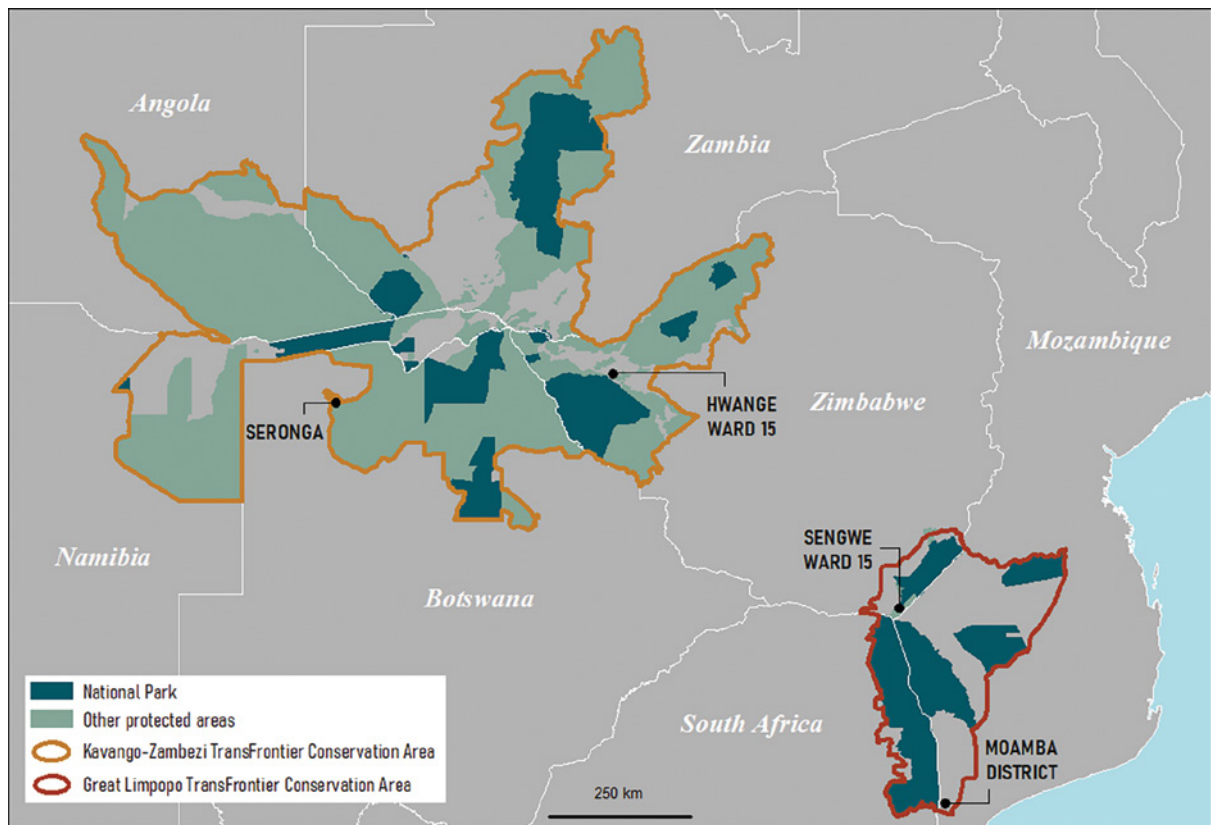 Angola
Zambia
Mozambique
HWANGE
WARD 15
Zimbabwe
SERONGA
SENGWE
WARD 15
Namibia
Botswana
South Africa
MOAMBA
DISTRICT
National Park
Other protected areas
Kavango-Zambezi TransFrontier Conservation Area
Great Limpopo TransFrontier Conservation Area
250 km